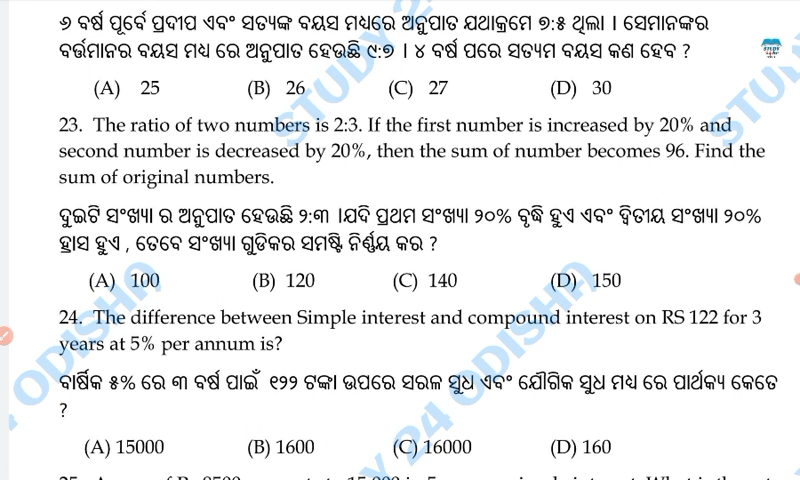 ୬ ବର୍ଷ ପୂର୍ବେ ପ୍ରଦୀପ ଏବଂ ସତ୍ୟଙ୍କ ବୟସ ମଧ୍ୟରେ ଅନୁପାତ ଯଥାକ୍ରମେ ୭:୫ ଥିଲା । ସେମାନଙ୍କର
ବର୍ତ୍ତମାନର ବୟସ ମଧ୍ୟ ରେ ଅନୁପାତ ହେଉଛି ୯:୭ । ୪ ବର୍ଷ ପରେ ସତ୍ୟମ ବୟସ କଣ ହେବ ?
(A) 25 (B) 26 (C) 27 (D) 30
23. The ratio of two numbers is 2:3. If the first number is increased by 20% and
second number is decreased by 20%, then the sum of number becomes 96. Find the
sum of original numbers.
ଦୁଇଟି ସଂଖ୍ୟା ର ଅନୁପାତ ହେଉଛି ୨:୩ ।ଯଦି ପ୍ରଥମ ସଂଖ୍ୟା ୨୦% ବୃଦ୍ଧି ହୁଏ ଏବଂ ଦ୍ବିତୀୟ ସଂଖ୍ୟା ୨୦%
ହ୍ରାସ ହୁଏ , ତେବେ ସଂଖ୍ୟା ଗୁଡିକର ସମଷ୍ଟି ନିର୍ଣ୍ଣୟ କର ?
(A) 100 (B) 120 (C) 140 (D) 150
24. The difference between Simple interest and compound interest on RS 122 for 3
years at 5% per annum is?
ବାର୍ଷିକ ୫% ରେ ୩ ବର୍ଷ ପାଇଁ ୧୨୨ ଟଙ୍କା ଉପରେ ସରଳ ସୁଧ ଏବଂ ଯୌଗିକ ସୁଧ ମଧ୍ୟ ରେ ପାର୍ଥକ୍ୟ କେତେ
?
(A) 15000 (B) 1600 (C) 16000 (D) 160
STUDY 24 ODISHA